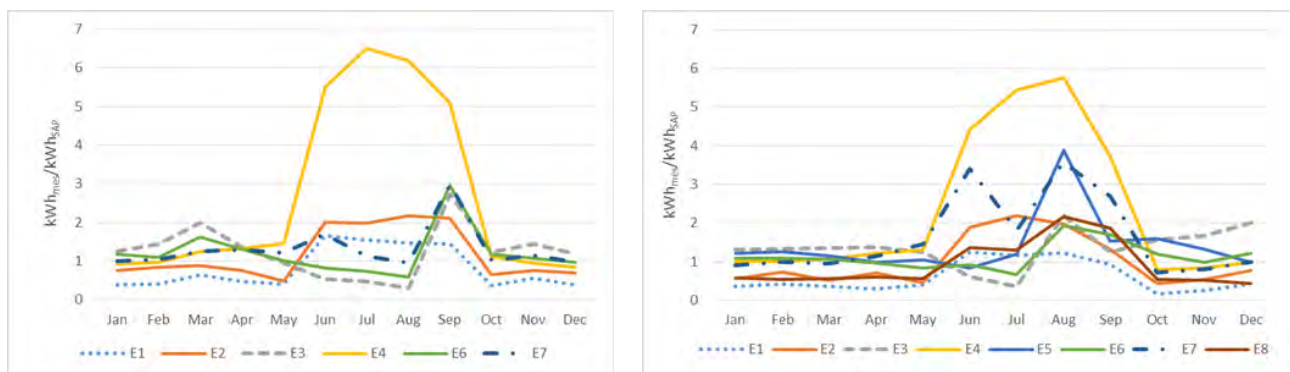 7
6
5
4
3
2
1
0
kWhmes/kWhSAP
Jan Feb Mar Apr May Jun Jul Aug Sep Oct Nov Dec
E1 E2 E3 E4 E6 E7
7
6
5
4
3
2
1
0
kWhmes/kWhSAP
Jan Feb Mar Apr May Jun Jul Aug Sep Oct Nov Dec
E1 E2 E3 E4 E5 E6 E7 E8